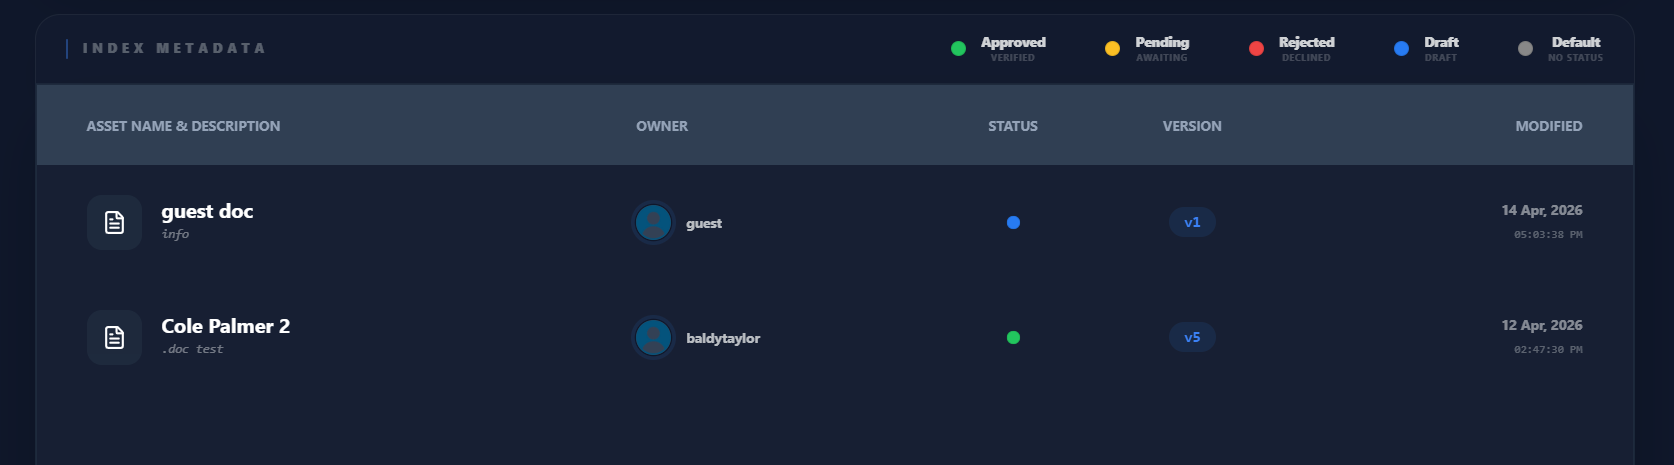 INDEX METADATA
Approved
VERIFIED
Pending
AWAITING
Rejected
DECLINED
Draft
DRAFT
Default
NO STATUS
ASSET NAME & DESCRIPTION OWNER STATUS VERSION MODIFIED
guest doc
info
guest
v1
14 Apr, 2026
05:03:38 PM
Cole Palmer 2
.doc test
baldytaylor
v5
12 Apr, 2026
02:47:30 PM